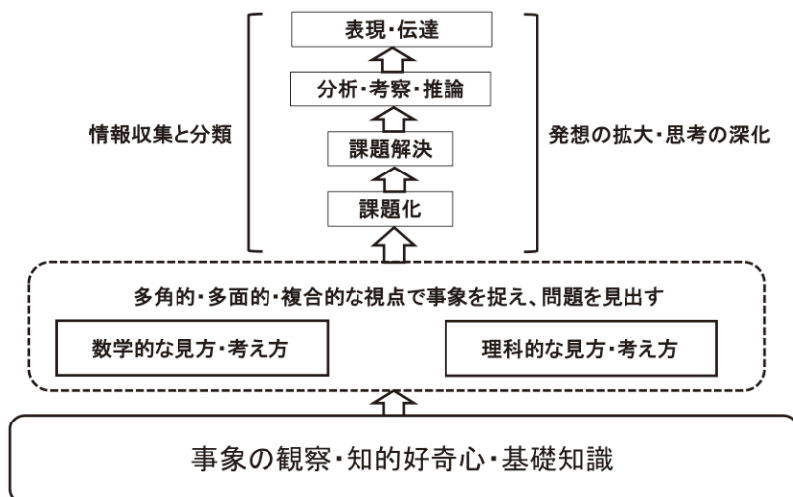 表現・伝達
分析・考察・推論
情報収集と分類
発想の拡大・思考の深化
課題解決
課題化
多角的・多面的・複合的な視点で事象を捉え、問題を見出す
数学的な見方・考え方
理科的な見方・考え方
事象の観察・知的好奇心・基礎知識